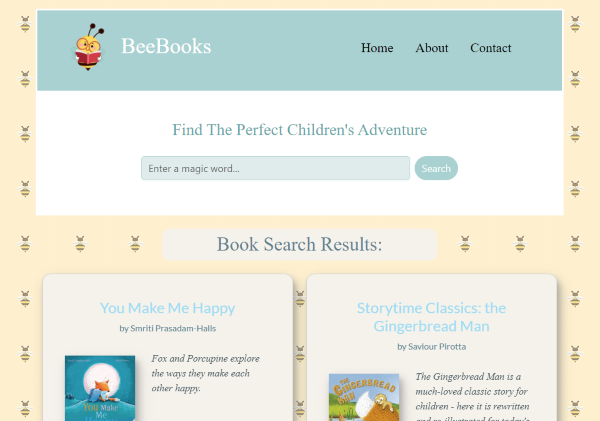 BeeBooks
Home About Contact
Find The Perfect Children's Adventure
Enter a magic word... Search
Book Search Results:
You Make Me Happy
by Smriti Prasadam-Halls
Fox and Porcupine explore
the ways they make each
other happy.
YOU Make
Me
Storytime Classics: the
Gingerbread Man
by Saviour Pirotta
THE
GINGERBREAD
MAN
The Gingerbread Man is a
much-loved classic story for
children - here it is rewritten
and re-illustrated for today's